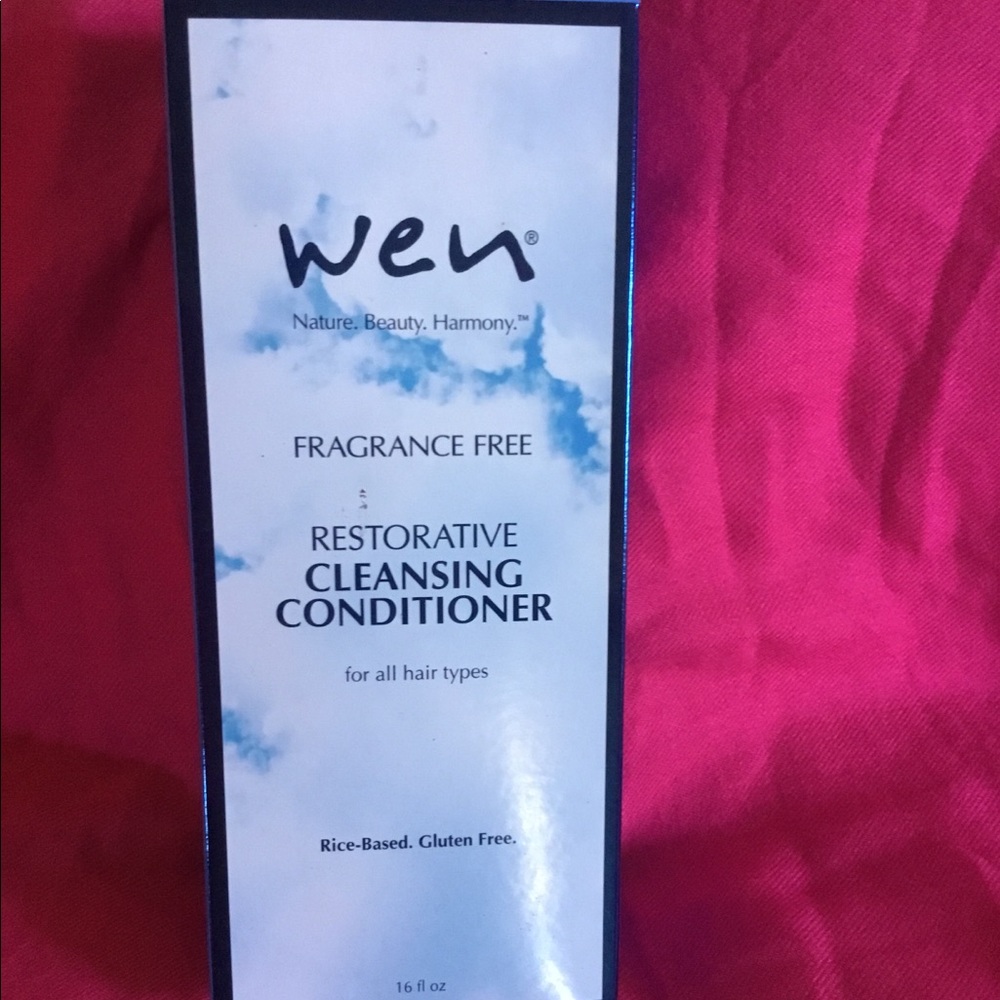 wen®
Nature. Beauty. Harmony.™
FRAGRANCE FREE
RESTORATIVE
CLEANSING
CONDITIONER
for all hair types
Rice-Based. Gluten Free.
16 fl oz